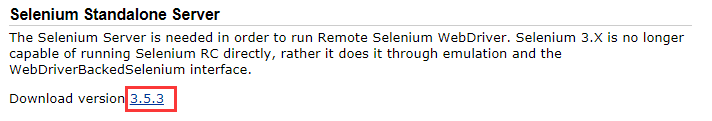 Selenium Standalone Server
The Selenium Server is needed in order to run Remote Selenium WebDriver. Selenium 3.X is no longer
capable of running Selenium RC directly, rather it does it through emulation and the
WebDriverBackedSelenium interface.
Download version 3.5.3